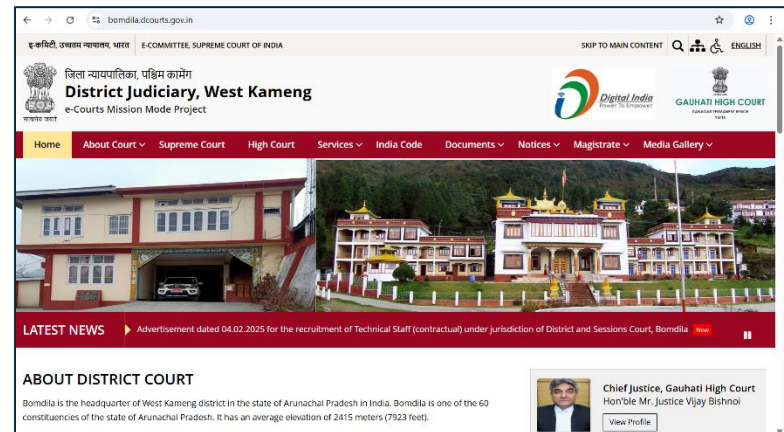 bomdila.dcourts.gov.in
इ-कमिटी, उच्चतम न्यायालय, भारत E-COMMITTEE, SUPREME COURT OF INDIA SKIP TO MAIN CONTENT ENGLISH
जिला न्यायपालिका, पश्चिम कामेंग
District Judiciary, West Kameng
e-Courts Mission Mode Project
सत्यमेव जयते
Digital India
Power To Empower
GAUHATI HIGH COURT
Home About Court Supreme Court High Court Services India Code Documents Notices Magistrate Media Gallery
LATEST NEWS Advertisement dated 04.02.2025 for the recruitment of Technical Staff (contractual) under jurisdiction of District and Sessions Court, Bomdila New
ABOUT DISTRICT COURT
Bomdila is the headquarter of West Kameng district in the state of Arunachal Pradesh in India. Bomdila is one of the 60
constituencies of the state of Arunachal Pradesh. It has an average elevation of 2415 meters (7923 feet).
Chief Justice, Gauhati High Court
Hon'ble Mr. Justice Vijay Bishnoi
View Profile